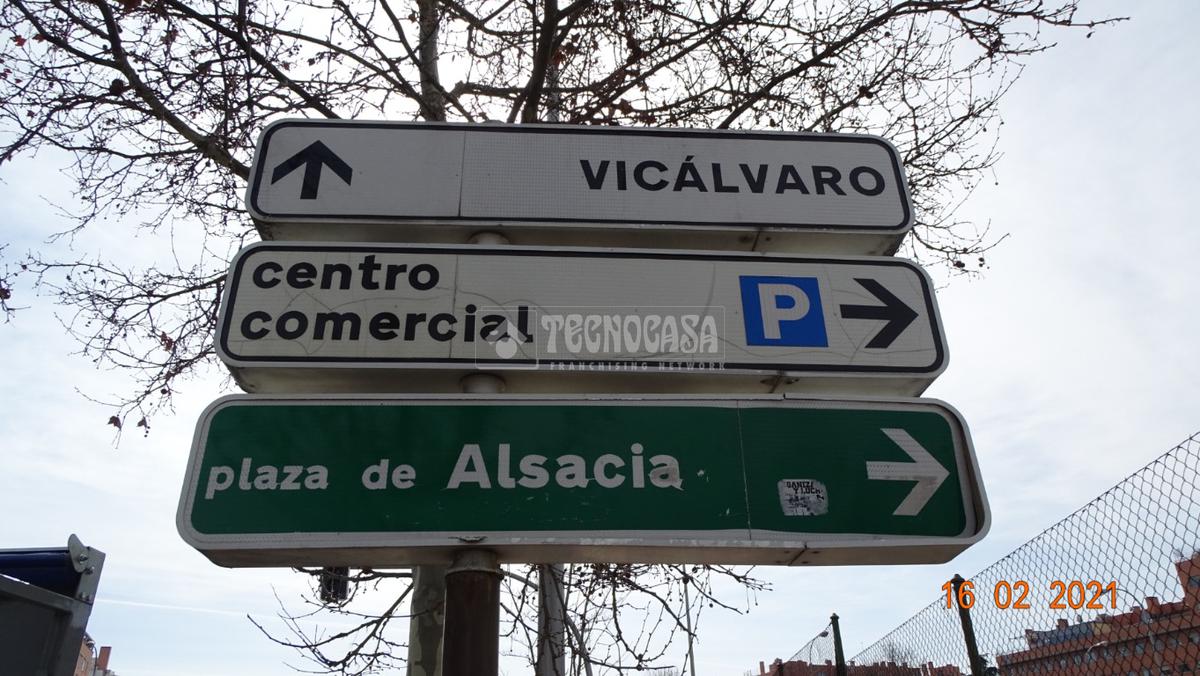 VICÁLVARO
centro
comercial
P
TECNOCASA
FRANCHISING NETWORK
plaza de Alsacia
16 02 2021